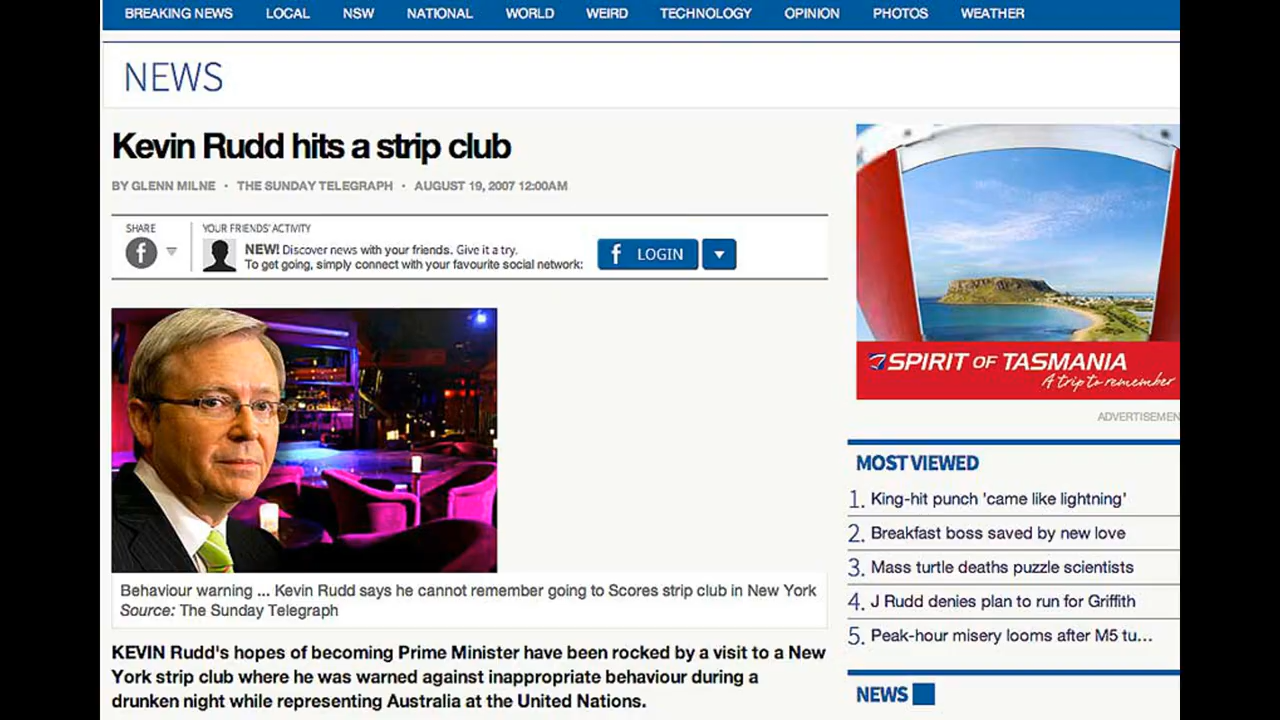 BREAKING NEWS LOCAL NSW NATIONAL WORLD WEIRD TECHNOLOGY OPINION PHOTOS WEATHER
NEWS
Kevin Rudd hits a strip club
BY GLENN MILNE · THE SUNDAY TELEGRAPH · AUGUST 19, 2007 12:00AM
SHARE
YOUR FRIENDS' ACTIVITY
NEW! Discover news with your friends. Give it a try.
To get going, simply connect with your favourite social network:
f LOGIN
Behaviour warning ... Kevin Rudd says he cannot remember going to Scores strip club in New York
Source: The Sunday Telegraph
KEVIN Rudd's hopes of becoming Prime Minister have been rocked by a visit to a New
York strip club where he was warned against inappropriate behaviour during a
drunken night while representing Australia at the United Nations.
SPIRIT OF TASMANIA
A trip to remember
ADVERTISEMEN
MOST VIEWED
1. King-hit punch 'came like lightning'
2. Breakfast boss saved by new love
3. Mass turtle deaths puzzle scientists
4. J Rudd denies plan to run for Griffith
5. Peak-hour misery looms after M5 tu...
NEWS